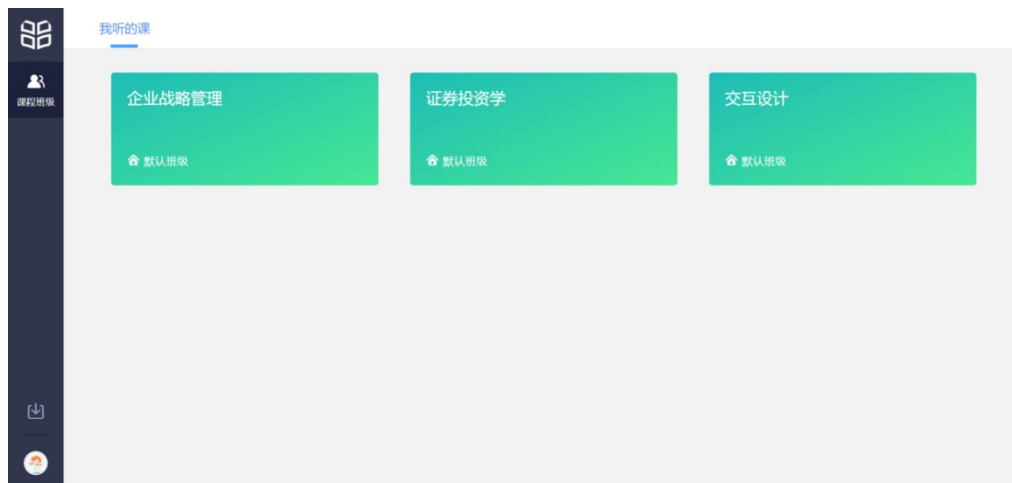 我听的课
课程班级
企业战略管理
默认班级
证券投资学
默认班级
交互设计
默认班级